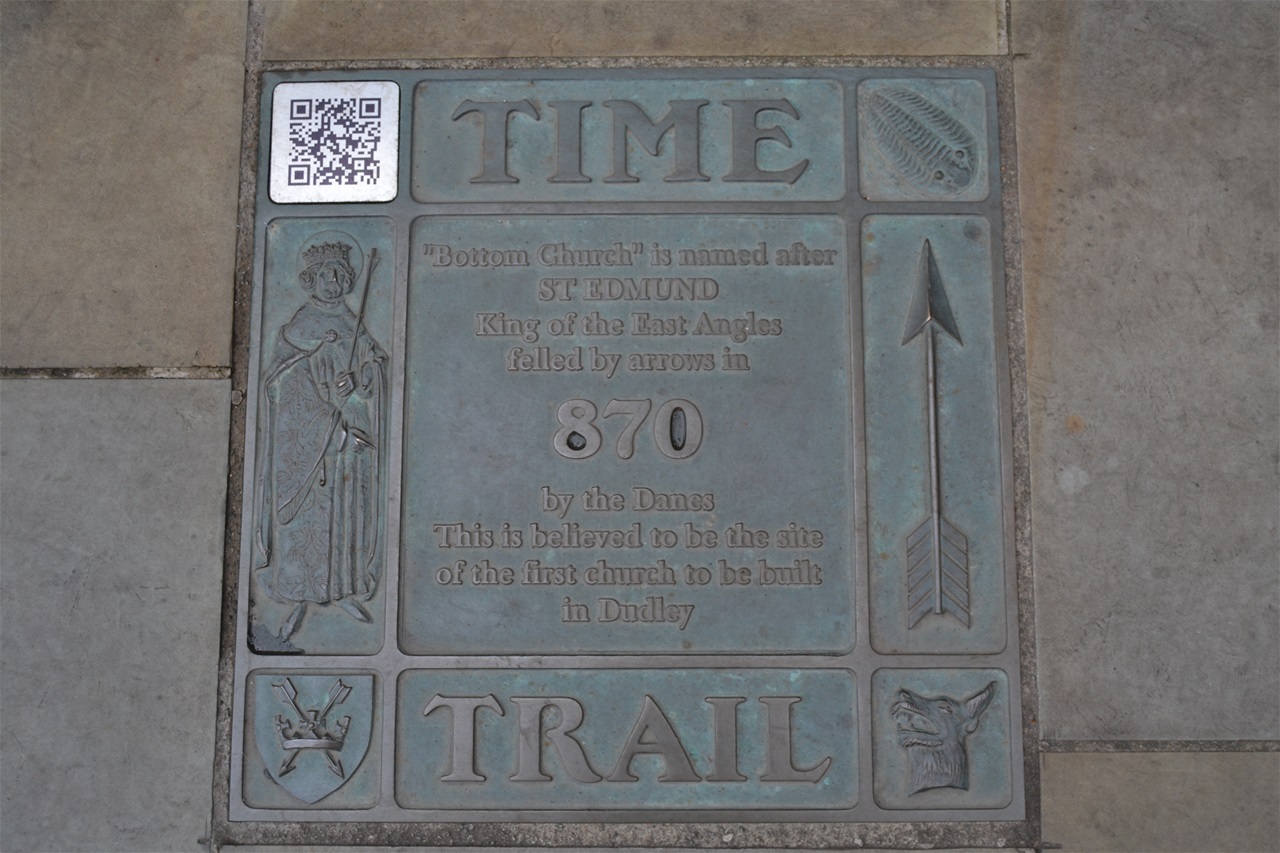 TIME
"Bottom Church" is named after
ST EDMUND
King of the East Angles
felled by arrows in
870
by the Danes
This is believed to be the site
of the first church to be built
in Dudley
TRAIL